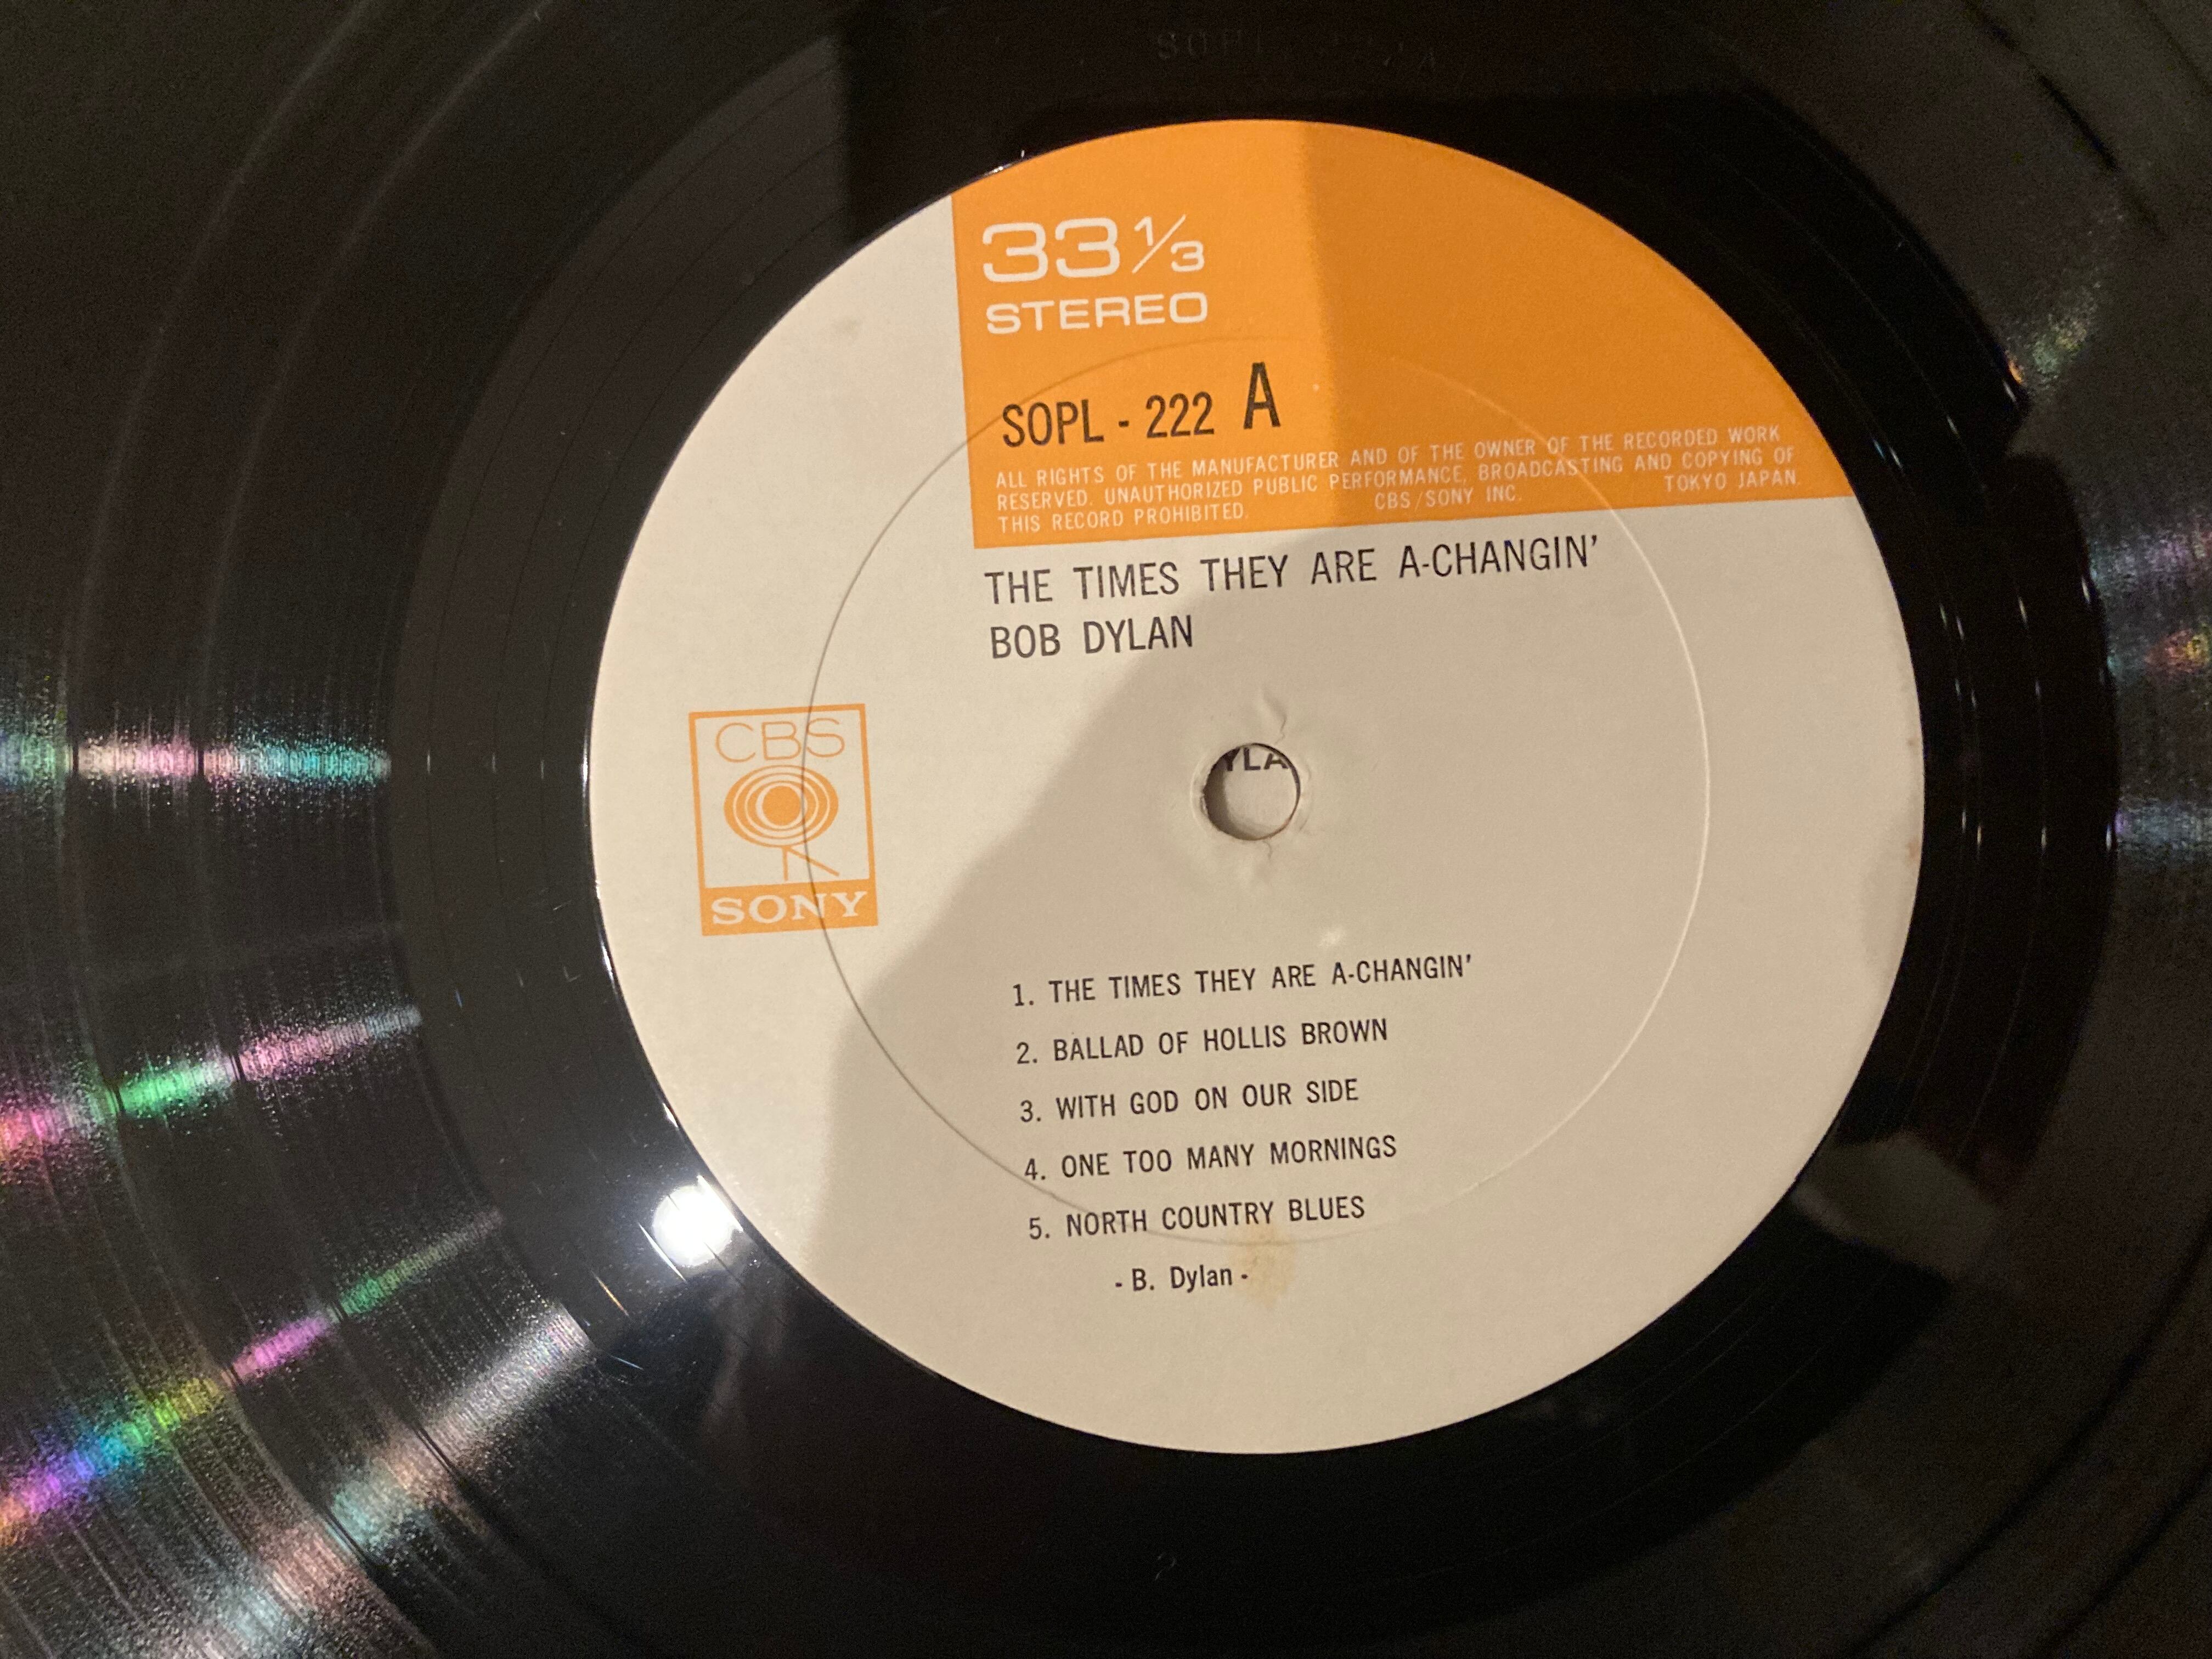 33 1/3
STEREO
SOPL - 222 A
ALL RIGHTS OF THE MANUFACTURER AND OF THE OWNER OF THE RECORDED WORK
RESERVED. UNAUTHORIZED PUBLIC PERFORMANCE, BROADCASTING AND COPYING OF
THIS RECORD PROHIBITED. CBS/SONY INC. TOKYO JAPAN.
THE TIMES THEY ARE A-CHANGIN'
BOB DYLAN
CBS
SONY
YLA
1. THE TIMES THEY ARE A-CHANGIN'
2. BALLAD OF HOLLIS BROWN
3. WITH GOD ON OUR SIDE
4. ONE TOO MANY MORNINGS
5. NORTH COUNTRY BLUES
- B. Dylan -